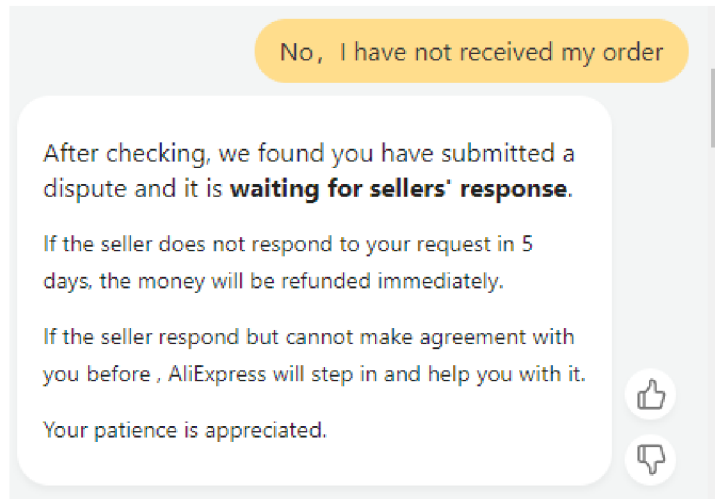 No, I have not received my order
After checking, we found you have submitted a
dispute and it is waiting for sellers' response.
If the seller does not respond to your request in 5
days, the money will be refunded immediately.
If the seller respond but cannot make agreement with
you before , AliExpress will step in and help you with it.
Your patience is appreciated.